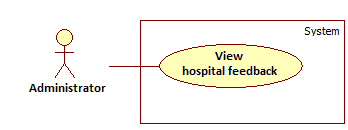 System
View
hospital feedback
Administrator